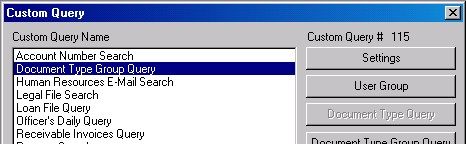 Custom Query
Custom Query Name
Custom Query # 115
Account Number Search
Document Type Group Query
Human Resources E-Mail Search
Legal File Search
Loan File Query
Officer's Daily Query
Receivable Invoices Query
Settings
User Group
Document Type Query
Document Type Group Query